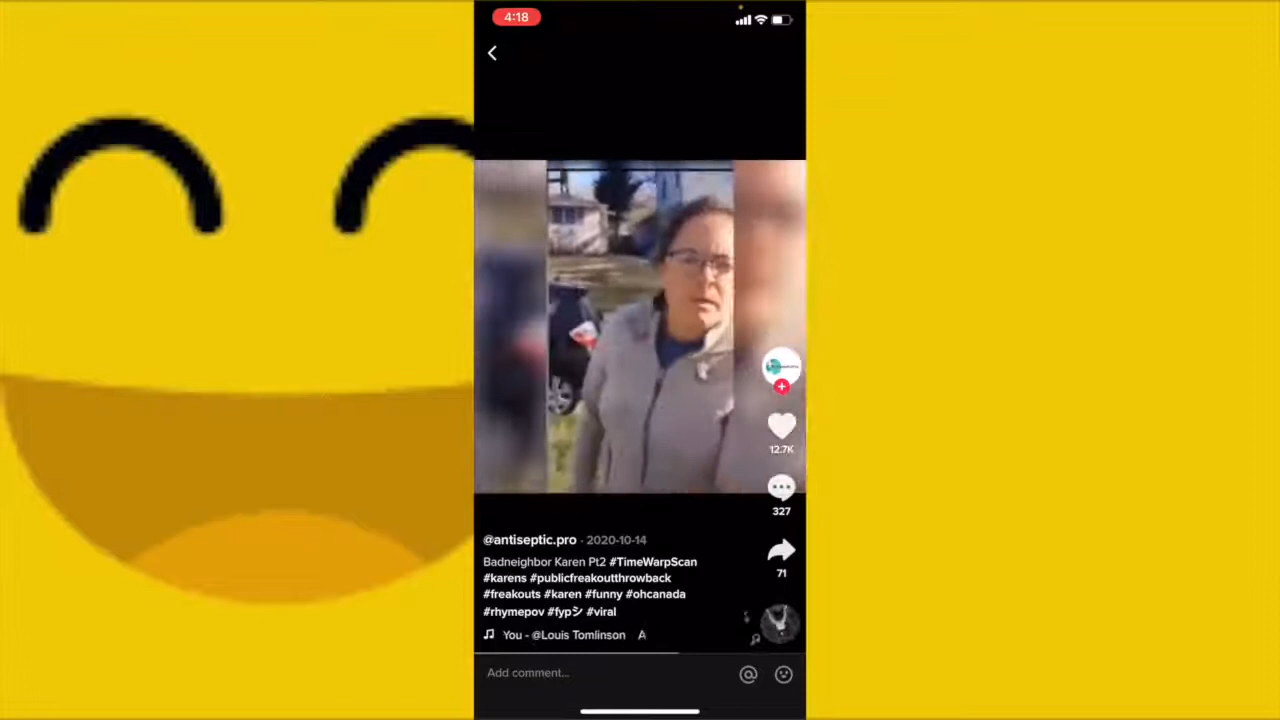 4:18
@antiseptic.pro · 2020-10-14
Badneighbor Karen Pt2 #TimeWarpScan
#karens #publicfreakoutthrowback
#freakouts #karen #funny #ohcanada
#rhymepov #fypシ #viral
You - @Louis Tomlinson A
12.7K
327
71
Add comment...